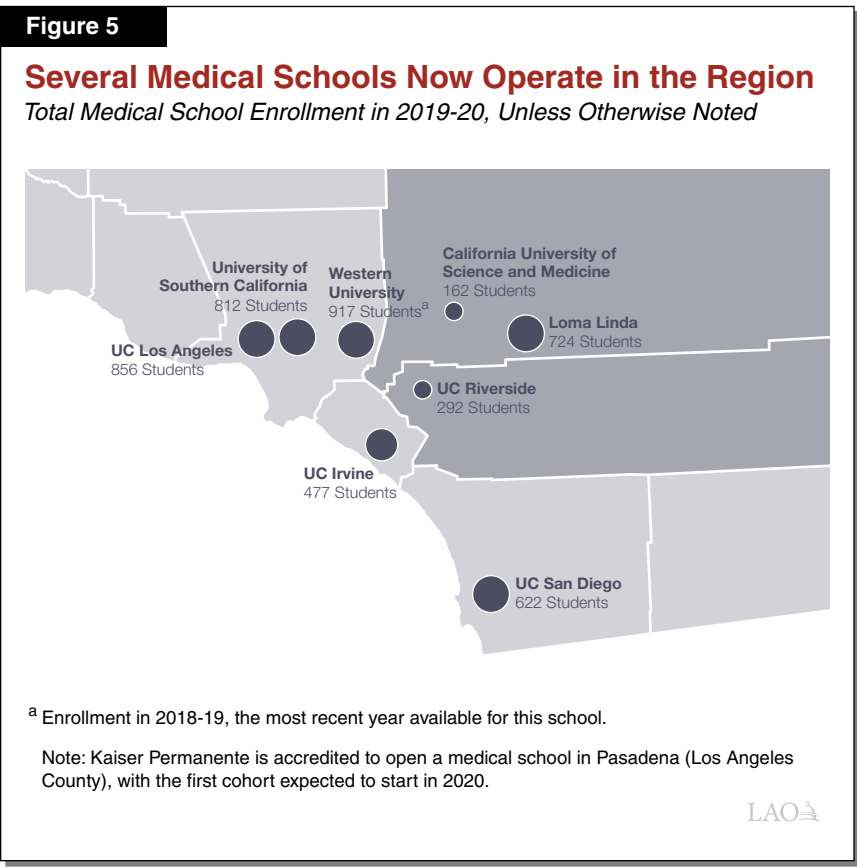 Figure 5
Several Medical Schools Now Operate in the Region
Total Medical School Enrollment in 2019-20, Unless Otherwise Noted
University of
Southern California
812 Students
Western
University
917 Students^a
California University of
Science and Medicine
162 Students
Loma Linda
724 Students
UC Los Angeles
856 Students
UC Riverside
292 Students
UC Irvine
477 Students
UC San Diego
622 Students
a Enrollment in 2018-19, the most recent year available for this school.
Note: Kaiser Permanente is accredited to open a medical school in Pasadena (Los Angeles
County), with the first cohort expected to start in 2020.
LAO